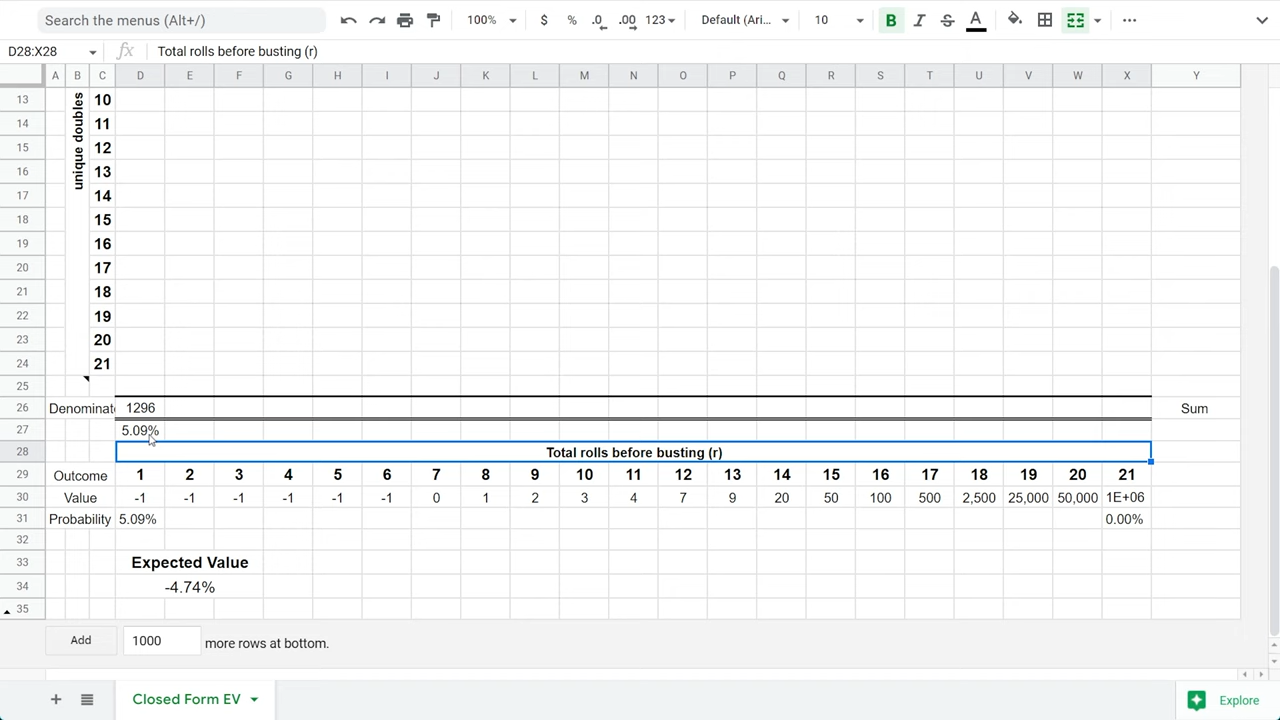 Search the menus (Alt+/) 100% $ % .0 .00 123 Default (Ari... 10 B I S A
D28:X28 fx Total rolls before busting (r)
A B C D E F G H I J K L M N O P Q R S T U V W X Y
13 10
14 11
15 12
16 13
17 14
18 15
19 16
20 17
21 18
22 19
23 20
24 21
unique doubles
25
26 Denominat 1296 Sum
27 5.09%
28 Total rolls before busting (r)
29 Outcome 1 2 3 4 5 6 7 8 9 10 11 12 13 14 15 16 17 18 19 20 21
30 Value -1 -1 -1 -1 -1 -1 0 1 2 3 4 7 9 20 50 100 500 2,500 25,000 50,000 1E+06
31 Probability 5.09% 0.00%
32
33 Expected Value
34 -4.74%
35
Add 1000 more rows at bottom.
Closed Form EV Explore